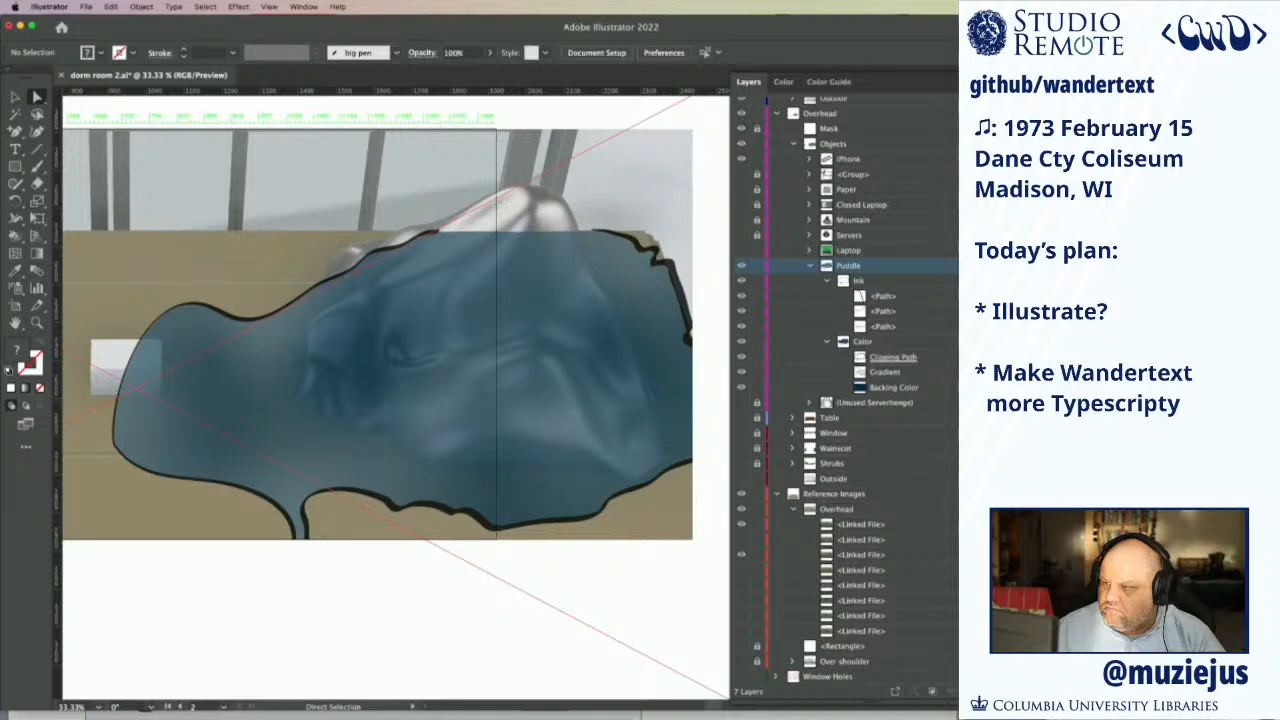 Illustrator File Edit Object Type Select Effect View Window Help
Adobe Illustrator 2022
No Selection Stroke: big pen Opacity: 100% Style: Document Setup Preferences
dorm room 2.ai* @ 33.33 % (RGB/Preview)
Layers Color Color Guide
Outside
Overhead
Mask
Objects
iPhone
<Group>
Paper
Closed Laptop
Mountain
Servers
Laptop
Puddle
Ink
<Path>
<Path>
<Path>
Color
Clipping Path
Gradient
Backing Color
(Unused Serverhenge)
Table
Window
Wainscot
Shrubs
Outside
Reference Images
Overhead
<Linked File>
<Linked File>
<Linked File>
<Linked File>
<Linked File>
<Linked File>
<Linked File>
<Linked File>
<Rectangle>
Over shoulder
Window Holes
7 Layers
33.33% 0° 2 Direct Selection
STUDIO
REMOTE
<CWD>
github/wandertext
♫: 1973 February 15
Dane Cty Coliseum
Madison, WI
Today's plan:
* Illustrate?
* Make Wandertext
more Typescripty
@muziejus
COLUMBIA UNIVERSITY LIBRARIES